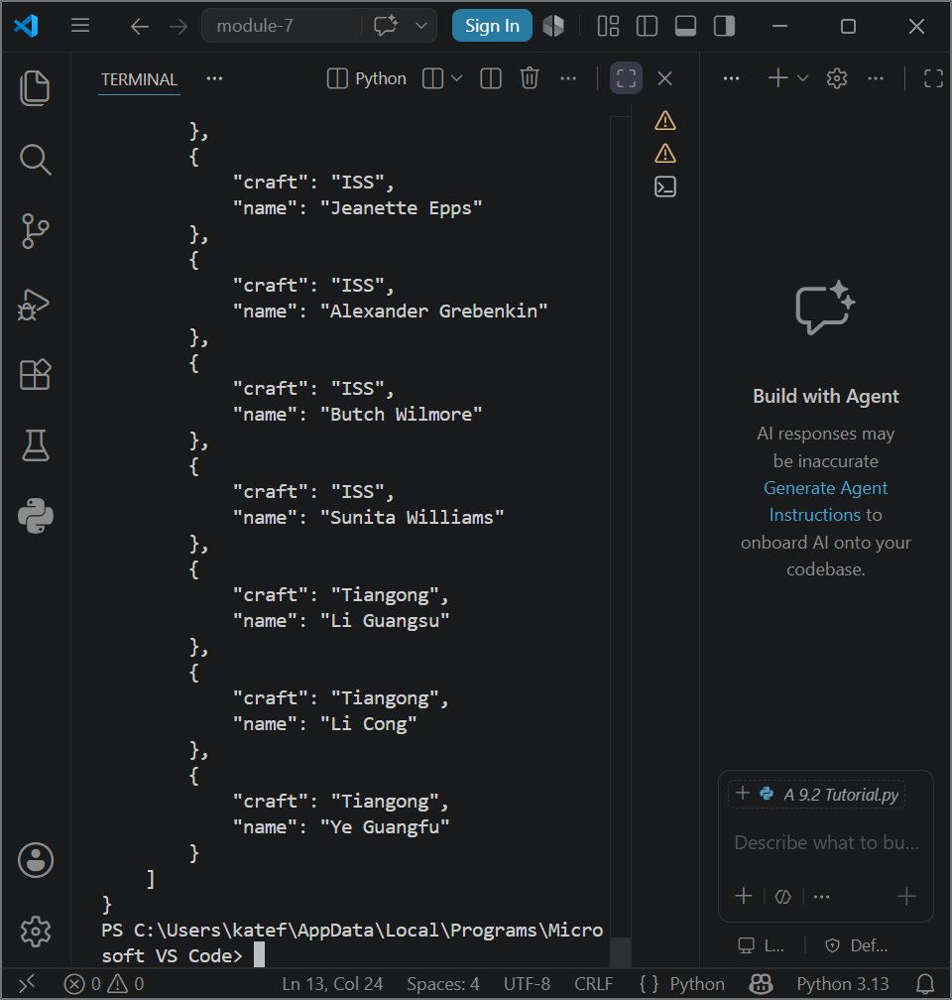 module-7
Sign In
TERMINAL
Python
},
{
"craft": "ISS",
"name": "Jeanette Epps"
},
{
"craft": "ISS",
"name": "Alexander Grebenkin"
},
{
"craft": "ISS",
"name": "Butch Wilmore"
},
{
"craft": "ISS",
"name": "Sunita Williams"
},
{
"craft": "Tiangong",
"name": "Li Guangsu"
},
{
"craft": "Tiangong",
"name": "Li Cong"
},
{
"craft": "Tiangong",
"name": "Ye Guangfu"
}
]
}
PS C:\Users\katef\AppData\Local\Programs\Micro
soft VS Code>
Build with Agent
AI responses may
be inaccurate
Generate Agent
Instructions to
onboard AI onto your
codebase.
A 9.2 Tutorial.py
Describe what to bu...
L...
Def...
0 0
Ln 13, Col 24
Spaces: 4
UTF-8
CRLF
{ } Python
Python 3.13